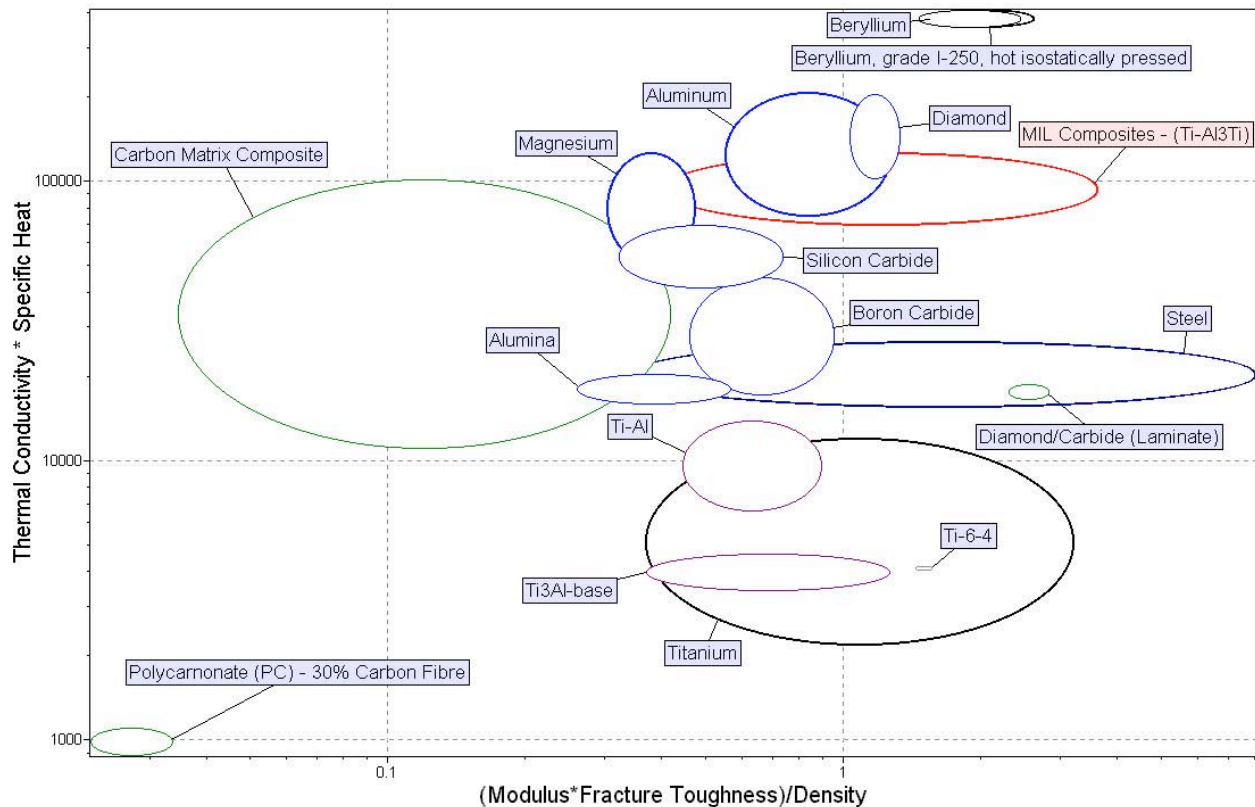 Beryllium
Beryllium, grade I-250, hot isostatically pressed
Aluminum
Diamond
MIL Composites - (Ti-Al3Ti)
Magnesium
Carbon Matrix Composite
100000
Silicon Carbide
Boron Carbide
Steel
Alumina
Ti-Al
Diamond/Carbide (Laminate)
10000
Ti-6-4
Ti3Al-base
Titanium
Polycarnonate (PC) - 30% Carbon Fibre
1000
Thermal Conductivity * Specific Heat
0.1
1
(Modulus*Fracture Toughness)/Density